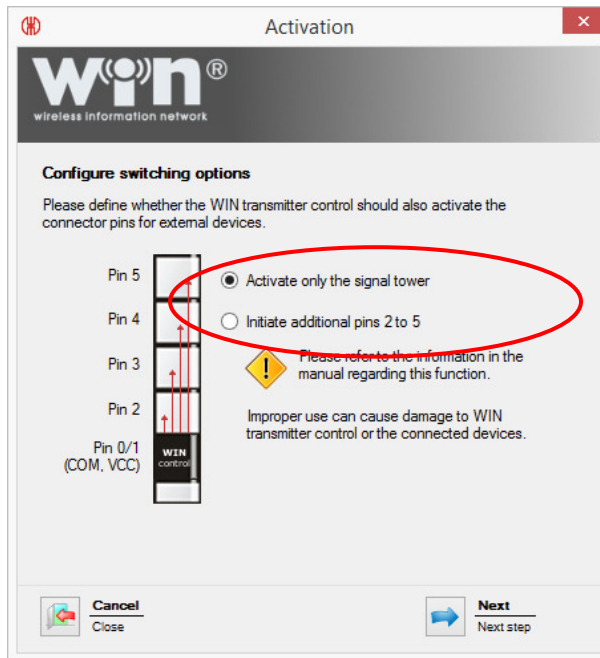 Activation
WIN®
wireless information network
Configure switching options
Please define whether the WIN transmitter control should also activate the
connector pins for external devices.
Pin 5
Activate only the signal tower
Pin 4
Initiate additional pins 2 to 5
Pin 3
Please refer to the information in the
manual regarding this function.
Pin 2
Improper use can cause damage to WIN
transmitter control or the connected devices.
Pin 0/1
(COM, VCC)
WIN
control
Cancel
Close
Next
Next step